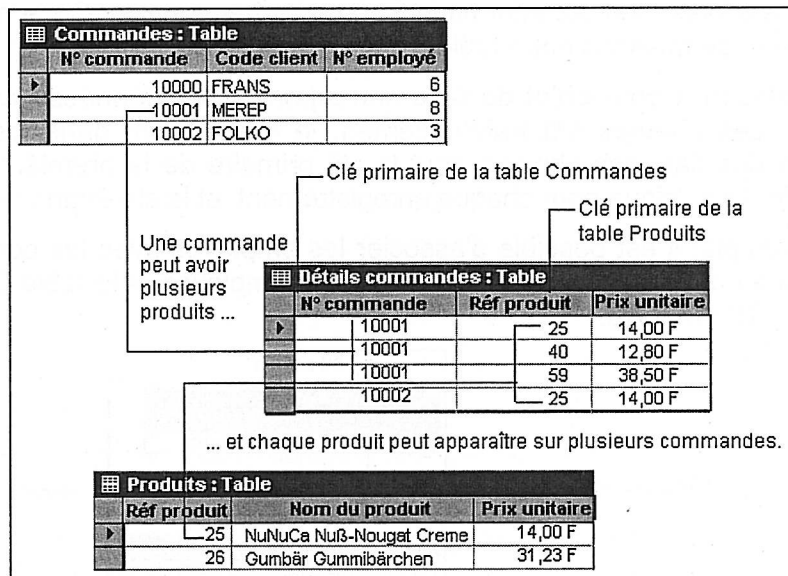 Commandes : Table
N° commande Code client N° employé
10000 FRANS 6
10001 MEREP 8
10002 FOLKO 3
Clé primaire de la table Commandes
Clé primaire de la
table Produits
Une commande
peut avoir
plusieurs
produits ...
Détails commandes : Table
N° commande Réf produit Prix unitaire
10001 25 14,00 F
10001 40 12,80 F
10001 59 38,50 F
10002 25 14,00 F
... et chaque produit peut apparaître sur plusieurs commandes.
Produits : Table
Réf produit Nom du produit Prix unitaire
25 NuNuCa Nuß-Nougat Creme 14,00 F
26 Gumbär Gummibärchen 31,23 F